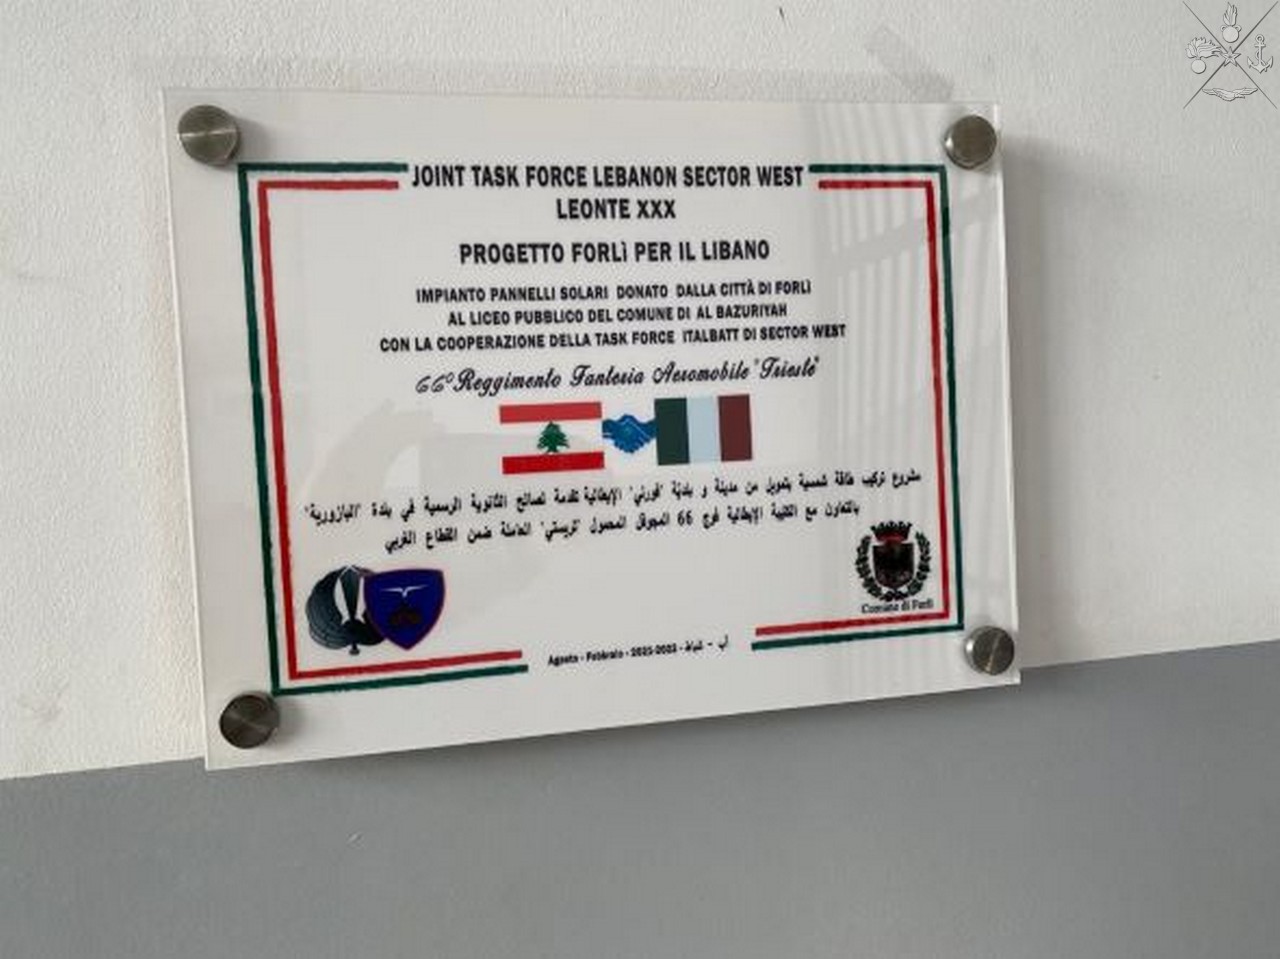 JOINT TASK FORCE LEBANON SECTOR WEST
LEONTE XXX
PROGETTO FORLì PER IL LIBANO
IMPIANTO PANNELLI SOLARI DONATO DALLA CITTÀ DI FORLÌ
AL LICEO PUBBLICO DEL COMUNE DI AL BAZURIYAH
CON LA COOPERAZIONE DELLA TASK FORCE ITALBATT DI SECTOR WEST
66° Reggimento Fanteria Aeromobile "Trieste"
مشروع تركيب طاقة شمسية بتمويل من مدينة و بلدية "فورلي" الإيطالية تقدمة لصالح الثانوية الرسمية في بلدة "البازورية"
بالتعاون مع الكتيبة الإيطالية فوج 66 المجوقل المحمول "تريستي" العاملة ضمن القطاع الغربي
Comune di Forlì
Agosto - Febbraio - شباط - آب